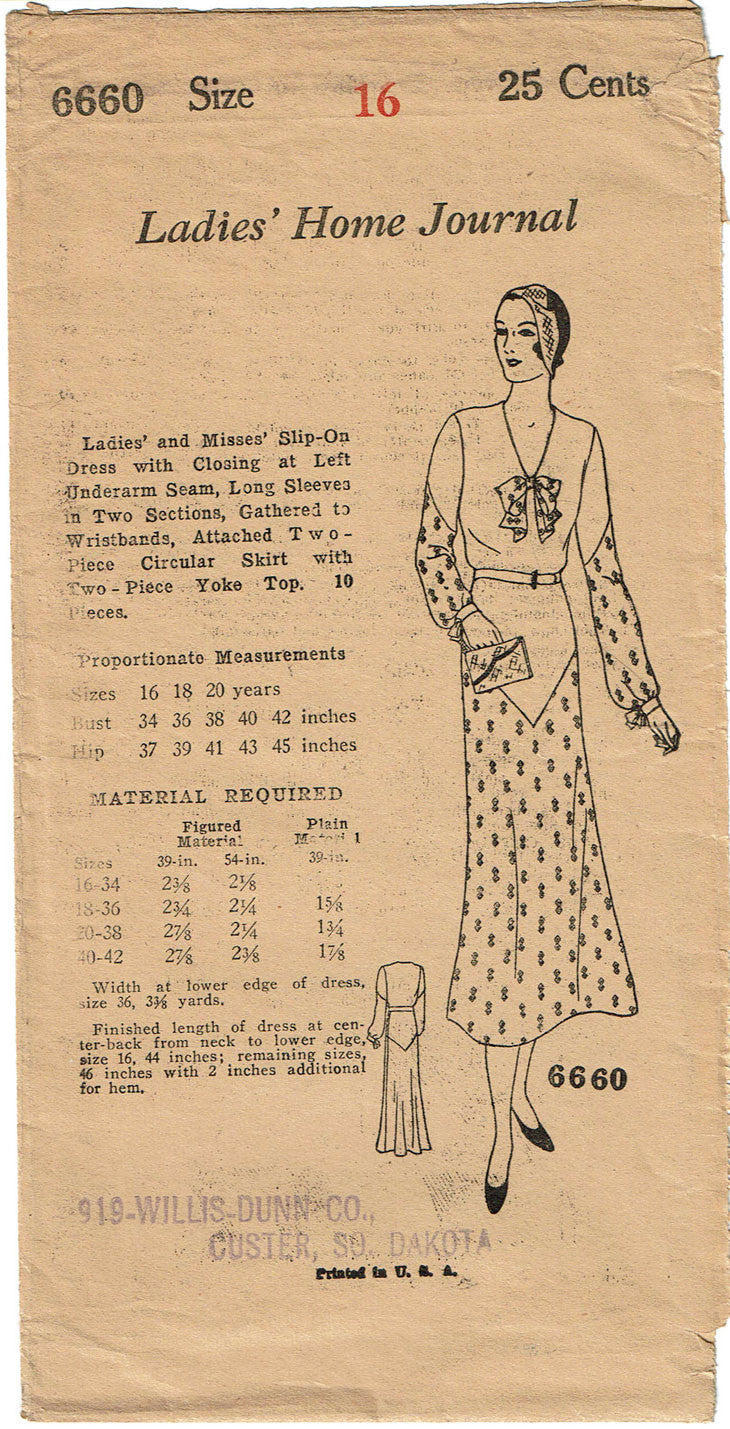 6660 Size 16 25 Cents
Ladies' Home Journal
Ladies' and Misses' Slip-On
Dress with Closing at Left
Underarm Seam, Long Sleeves
in Two Sections, Gathered to
Wristbands, Attached Two-
Piece Circular Skirt with
Two-Piece Yoke Top. 10
Pieces.
Proportionate Measurements
Sizes 16 18 20 years
Bust 34 36 38 40 42 inches
Hip 37 39 41 43 45 inches
MATERIAL REQUIRED
Figured Plain
Material
Sizes 39-in. 54-in. 39-in.
16-34 2⅜ 2⅛
18-36 2¾ 2¼ 1⅝
20-38 2⅞ 2¼ 1¾
40-42 2⅞ 2⅜ 1⅞
Width at lower edge of dress,
size 36, 3⅜ yards.
Finished length of dress at cen-
ter-back from neck to lower edge,
size 16, 44 inches; remaining sizes,
46 inches with 2 inches additional
for hem.
6660
919-WILLIS-DUNN CO.,
CUSTER, SO. DAKOTA
Printed in U. S. A.